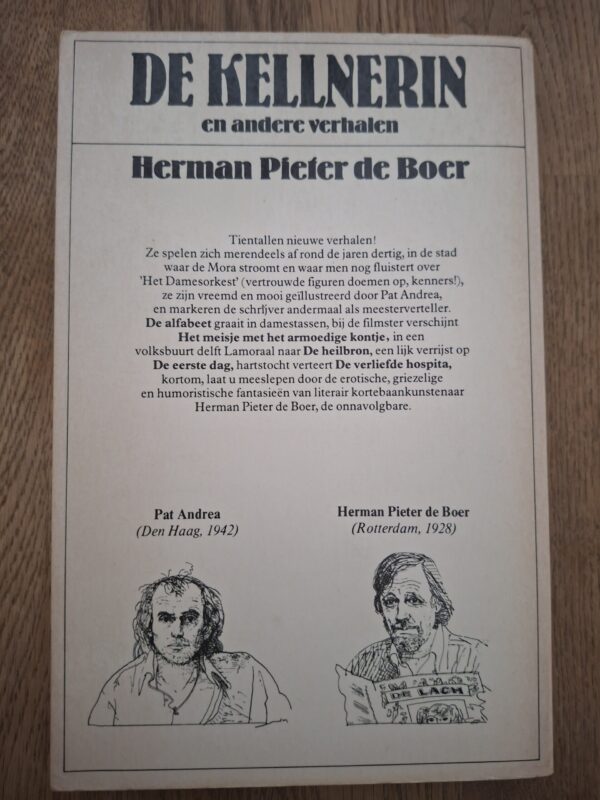 DE KELLNERIN
en andere verhalen
Herman Pieter de Boer
Tientallen nieuwe verhalen!
Ze spelen zich merendeels af rond de jaren dertig, in de stad
waar de Mora stroomt en waar men nog fluistert over
'Het Damesorkest' (vertrouwde figuren doemen op, kenners!),
ze zijn vreemd en mooi geïllustreerd door Pat Andrea,
en markeren de schrijver andermaal als meesterverteller.
De alfabeet graait in damestassen, bij de filmster verschijnt
Het meisje met het armoedige kontje, in een
volksbuurt delft Lamoraal naar De heilbron, een lijk verrijst op
De eerste dag, hartstocht verteert De verliefde hospita,
kortom, laat u meeslepen door de erotische, griezelige
en humoristische fantasieën van literair kortebaankunstenaar
Herman Pieter de Boer, de onnavolgbare.
Pat Andrea
(Den Haag, 1942)
Herman Pieter de Boer
(Rotterdam, 1928)
DE LACH